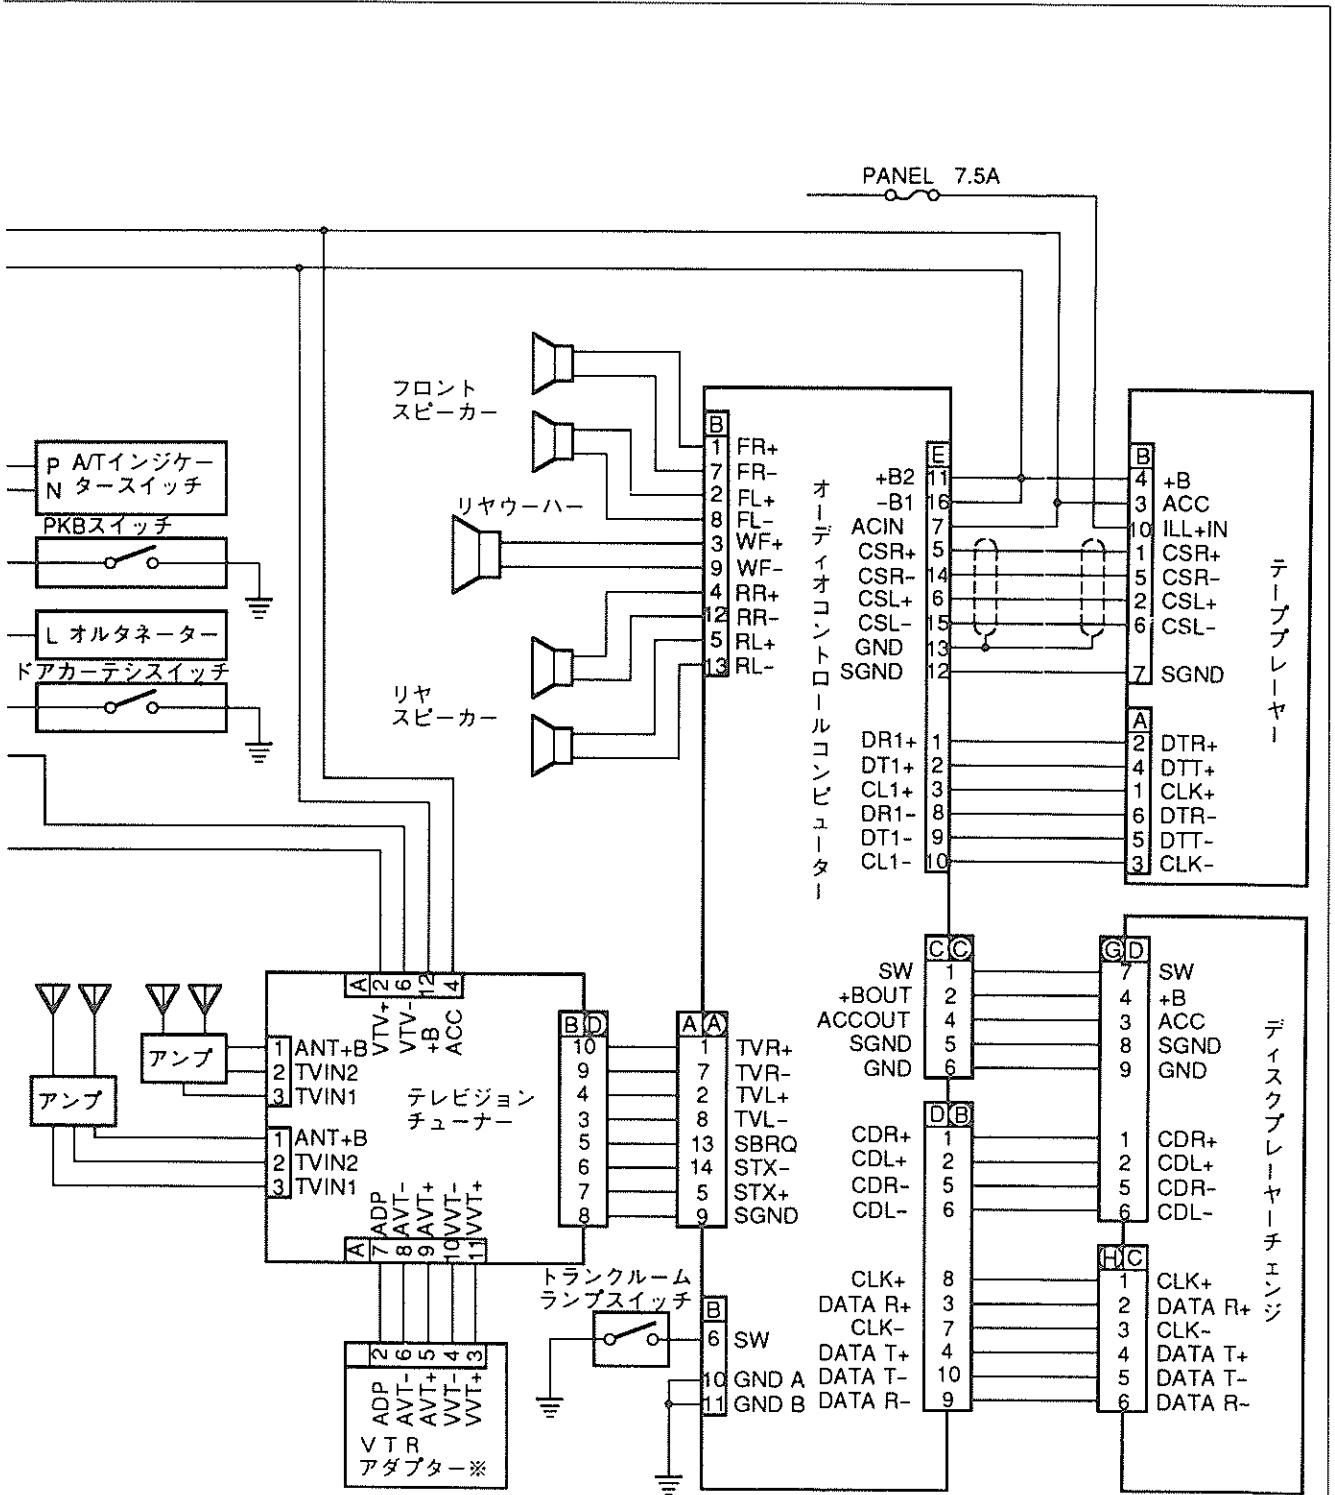 PANEL 7.5A
フロント
スピーカー
リヤウーハー
リヤ
スピーカー
P A/Tインジケー
N タースイッチ
PKBスイッチ
L オルタネーター
ドアカーテシスイッチ
B
1 FR+
7 FR-
2 FL+
8 FL-
3 WF+
9 WF-
4 RR+
12 RR-
5 RL+
13 RL-
オーディオコントロールコンピューター
E
+B2 11
-B1 16
ACIN 7
CSR+ 5
CSR- 14
CSL+ 6
CSL- 15
GND 13
SGND 12
DR1+ 1
DT1+ 2
CL1+ 3
DR1- 8
DT1- 9
CL1- 10
B
4 +B
3 ACC
10 ILL+IN
1 CSR+
5 CSR-
2 CSL+
6 CSL-
7 SGND
A
2 DTR+
4 DTT+
1 CLK+
6 DTR-
5 DTT-
3 CLK-
テーププレーヤー
C C
SW 1
+BOUT 2
ACCOUT 4
SGND 5
GND 6
D B
CDR+ 1
CDL+ 2
CDR- 5
CDL- 6
CLK+ 8
DATA R+ 3
CLK- 7
DATA T+ 4
DATA T- 10
DATA R- 9
G D
7 SW
4 +B
3 ACC
8 SGND
9 GND
1 CDR+
2 CDL+
5 CDR-
6 CDL-
H C
1 CLK+
2 DATA R+
3 CLK-
4 DATA T+
5 DATA T-
6 DATA R-
ディスクプレーヤーチェンジ
アンプ
アンプ
A 2 6 12 4
VTV+ VTV- +B ACC
1 ANT+B
2 TVIN2
3 TVIN1
1 ANT+B
2 TVIN2
3 TVIN1
テレビジョン
チューナー
B D
10
9
4
3
5
6
7
8
A A
1 TVR+
7 TVR-
2 TVL+
8 TVL-
13 SBRQ
14 STX-
5 STX+
9 SGND
ADP AVT- AVT+ VVT- VVT+
A 7 8 9 10 11
2 6 5 4 3
ADP AVT- AVT+ VVT- VVT+
VTR
アダプター※
トランクルーム
ランプスイッチ
B
6 SW
10 GND A
11 GND B